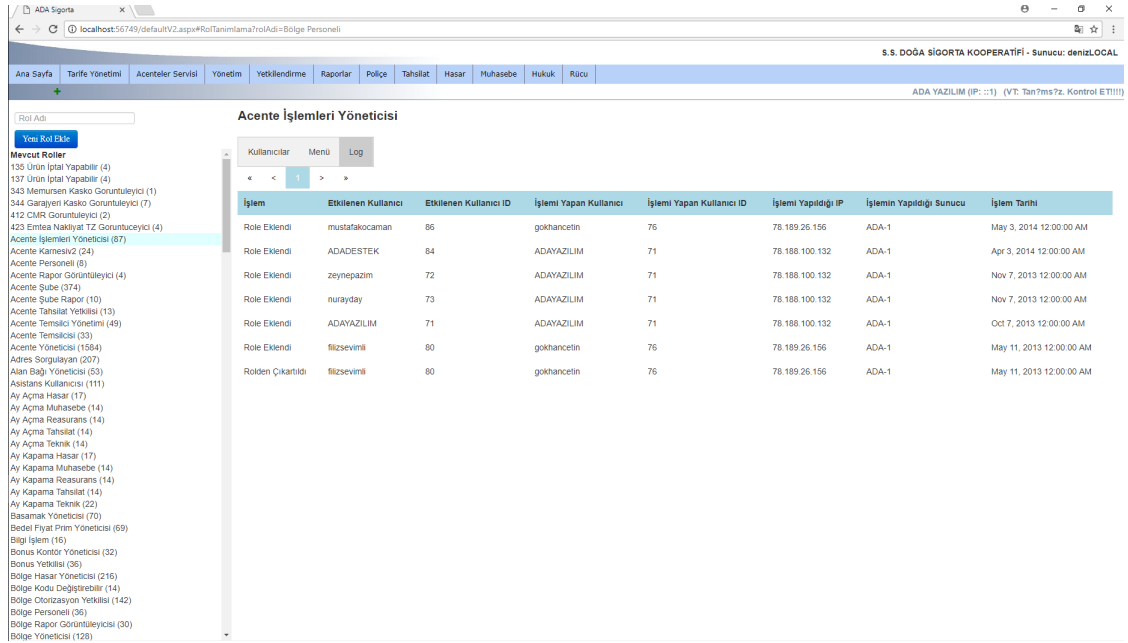 ADA Sigorta
localhost:56749/defaultV2.aspx#RolTanimlama?rolAdi=Bölge Personeli
S.S. DOĞA SİGORTA KOOPERATİFİ - Sunucu: denizLOCAL
Ana Sayfa Tarife Yönetimi Acenteler Servisi Yönetim Yetkilendirme Raporlar Poliçe Tahsilat Hasar Muhasebe Hukuk Rücu
ADA YAZILIM (IP: ::1) (VT: Tan?ms?z. Kontrol ET!!!!)
Rol Adı
Yeni Rol Ekle
Mevcut Roller
135 Ürün İptal Yapabilir (4)
137 Ürün İptal Yapabilir (4)
343 Memursen Kasko Goruntuleyici (1)
344 Garajyeri Kasko Goruntuleyici (7)
412 CMR Goruntuleyici (2)
423 Emtea Nakliyat TZ Goruntuceyici (4)
Acente İşlemleri Yöneticisi (87)
Acente Karnesiv2 (24)
Acente Personeli (8)
Acente Rapor Görüntüleyici (4)
Acente Şube (374)
Acente Şube Rapor (10)
Acente Tahsilat Yetkilisi (13)
Acente Temsilci Yönetimi (49)
Acente Temsilcisi (33)
Acente Yöneticisi (1584)
Adres Sorgulayan (207)
Alan Bağı Yöneticisi (53)
Asistans Kullanıcısı (111)
Ay Açma Hasar (17)
Ay Açma Muhasebe (14)
Ay Açma Reasurans (14)
Ay Açma Tahsilat (14)
Ay Açma Teknik (14)
Ay Kapama Hasar (17)
Ay Kapama Muhasebe (14)
Ay Kapama Reasurans (14)
Ay Kapama Tahsilat (14)
Ay Kapama Teknik (22)
Basamak Yöneticisi (70)
Bedel Fiyat Prim Yöneticisi (69)
Bilgi İşlem (16)
Bonus Kontör Yöneticisi (32)
Bonus Yetkilisi (36)
Bölge Hasar Yöneticisi (216)
Bölge Kodu Değiştirebilir (14)
Bölge Otorizasyon Yetkilisi (142)
Bölge Personeli (36)
Bölge Rapor Görüntüleyicisi (30)
Bölge Yöneticisi (128)
Acente İşlemleri Yöneticisi
Kullanıcılar Menü Log
« < 1 > »
İşlem Etkilenen Kullanıcı Etkilenen Kullanıcı ID İşlemi Yapan Kullanıcı İşlemi Yapan Kullanıcı ID İşlemi Yapıldığı IP İşlemin Yapıldığı Sunucu İşlem Tarihi
Role Eklendi mustafakocaman 86 gokhancetin 76 78.189.26.156 ADA-1 May 3, 2014 12:00:00 AM
Role Eklendi ADADESTEK 84 ADAYAZILIM 71 78.188.100.132 ADA-1 Apr 3, 2014 12:00:00 AM
Role Eklendi zeynepazim 72 ADAYAZILIM 71 78.188.100.132 ADA-1 Nov 7, 2013 12:00:00 AM
Role Eklendi nurayday 73 ADAYAZILIM 71 78.188.100.132 ADA-1 Nov 7, 2013 12:00:00 AM
Role Eklendi ADAYAZILIM 71 ADAYAZILIM 71 78.188.100.132 ADA-1 Oct 7, 2013 12:00:00 AM
Role Eklendi filizsevimli 80 gokhancetin 76 78.189.26.156 ADA-1 May 11, 2013 12:00:00 AM
Rolden Çıkartıldı filizsevimli 80 gokhancetin 76 78.189.26.156 ADA-1 May 11, 2013 12:00:00 AM